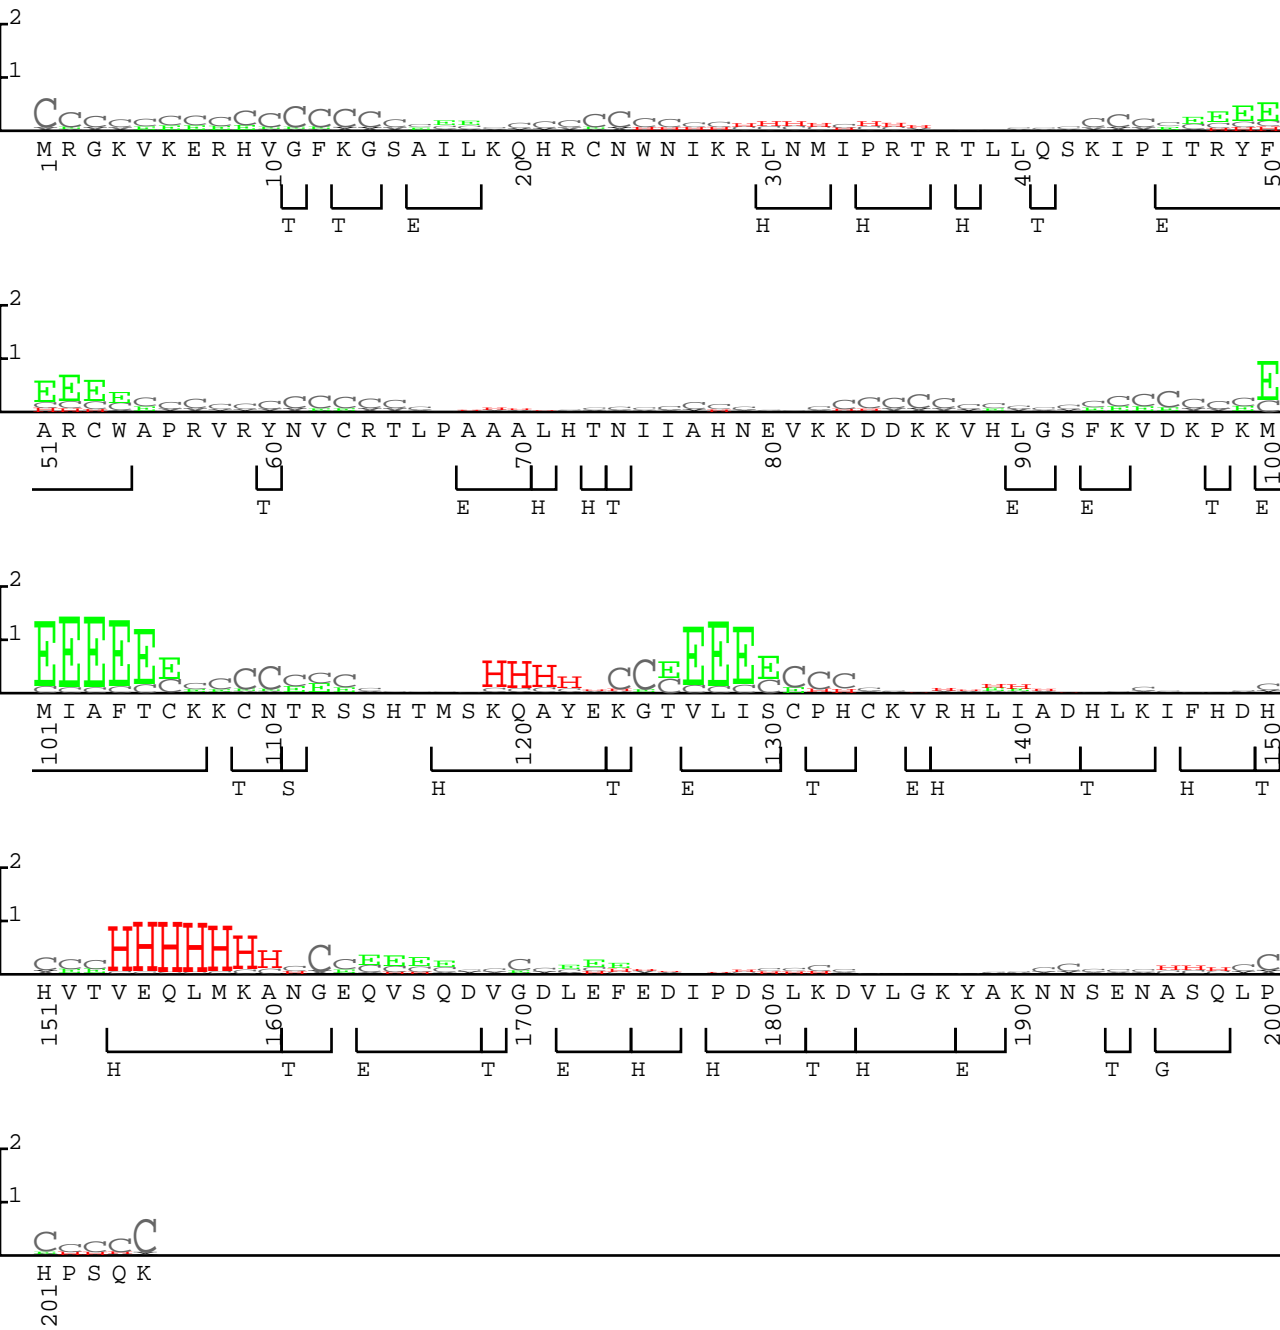 2
1
C C C C C C C C C C C C C C C C E E C C C C C C C C C C H H H H C H H H C C C C E E E E
M R G K V K E R H V G F K G S A I L K Q H R C N W N I K R L N M I P R T R T L L Q S K I P I T R Y F
1 10 20 30 40 50
T T E H H H T E
2
1
E E E E C C C C C C C C C C C C C C C C C C C C C C C C C C C C C E
A R C W A P R V R Y N V C R T L P A A A L H T N I I A H N E V K K D D K K V H L G S F K V D K P K M
51 60 70 80 90 100
T E H H T E E T E
2
1
E E E E E E C C C C C C C H H H H C C E E E E E C C C H H C C
M I A F T C K K C N T R S S H T M S K Q A Y E K G T V L I S C P H C K V R H L I A D H L K I F H D H
101 110 120 130 140 150
T S H T E T E H T H T
2
1
C C C H H H H H H H C C C E E E E C C C C E E E C C C C C C C C H H H C C
H V T V E Q L M K A N G E Q V S Q D V G D L E F E D I P D S L K D V L G K Y A K N N S E N A S Q L P
151 160 170 180 190 200
H T E T E H H T H E T G
2
1
C C C C C
H P S Q K
201